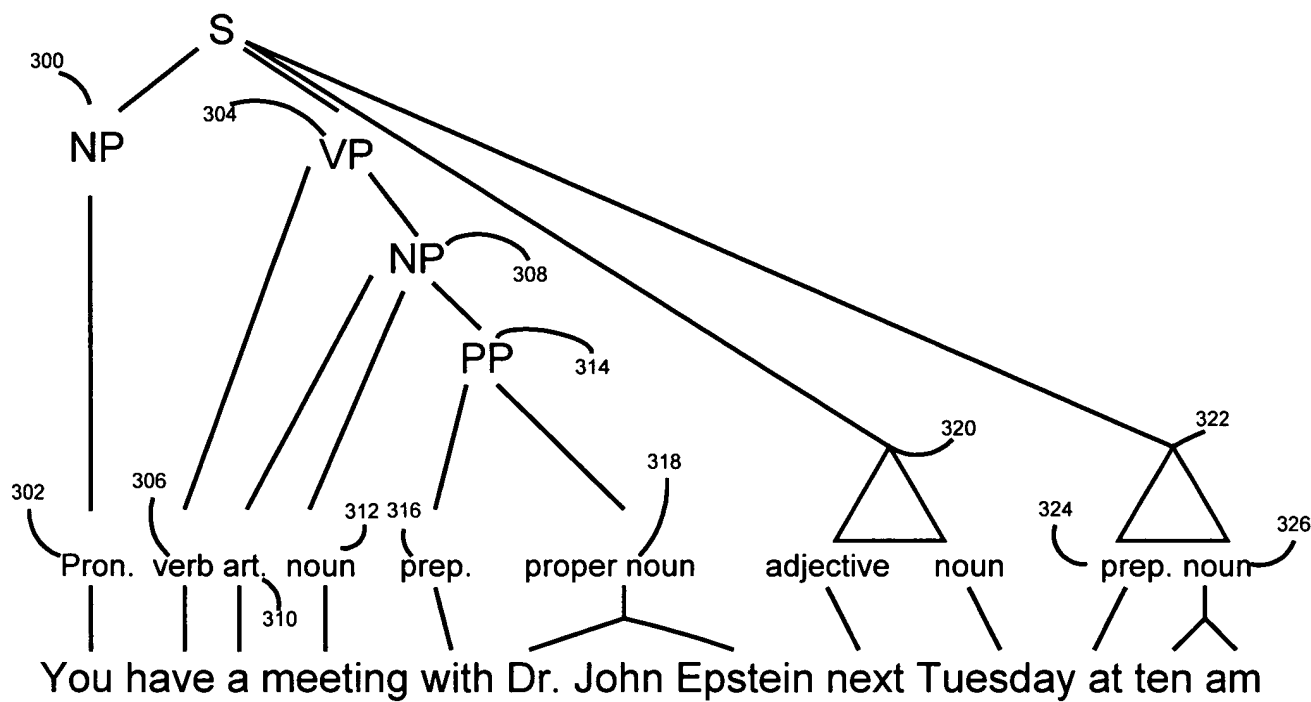 S
300
304
NP
VP
NP
308
PP
314
320
322
318
302
306
312 316
324
326
Pron. verb art. noun prep. proper noun adjective noun prep. noun
310
You have a meeting with Dr. John Epstein next Tuesday at ten am